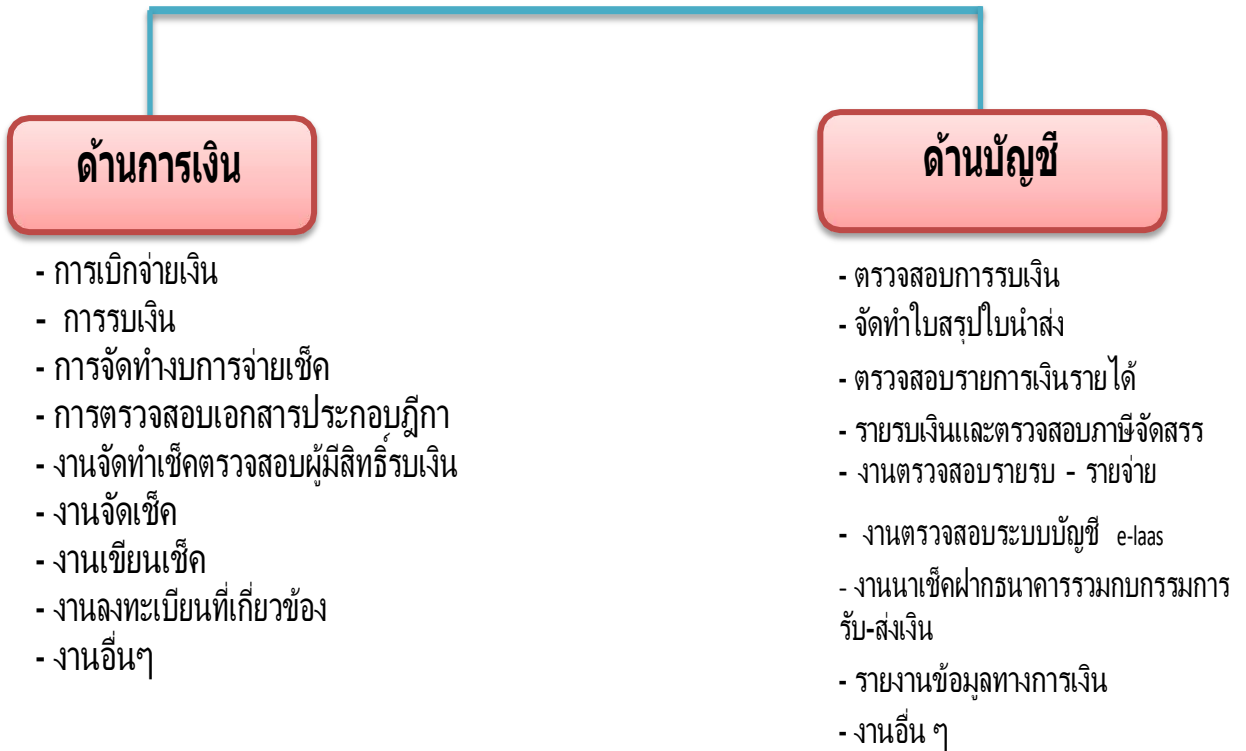 ด้านการเงิน
- การเบิกจ่ายเงิน
- การรบเงิน
- การจัดทำงบการจ่ายเช็ค
- การตรวจสอบเอกสารประกอบฎีกา
- งานจัดทำเช็คตรวจสอบผู้มีสิทธิ์รบเงิน
- งานจัดเช็ค
- งานเขียนเช็ค
- งานลงทะเบียนที่เกี่ยวข้อง
- งานอื่นๆ
ด้านบัญชี
- ตรวจสอบการรบเงิน
- จัดทำใบสรุปใบนำส่ง
- ตรวจสอบรายการเงินรายได้
- รายรบเงินและตรวจสอบภาษีจัดสรร
- งานตรวจสอบรายรบ - รายจ่าย
- งานตรวจสอบระบบบัญชี e-laas
- งานนาเช็คฝากธนาคารรวมกบกรรมการ
รับ-ส่งเงิน
- รายงานข้อมูลทางการเงิน
- งานอื่น ๆ